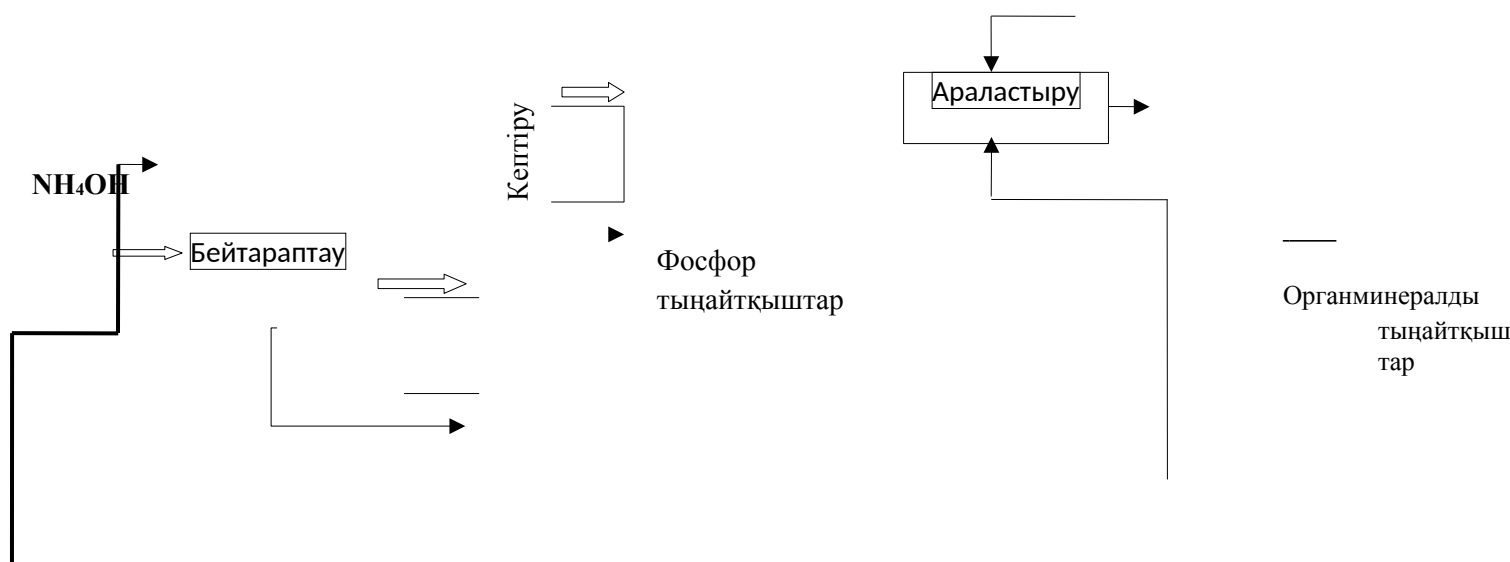 NH₄OH
Бейтараптау
Кептіру
Фосфор
тыңайтқыштар
Араластыру
Органминералды
тыңайтқыш
тар